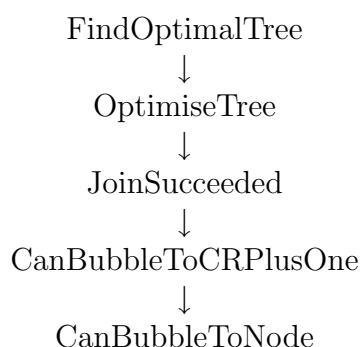 FindOptimalTree
↓
OptimiseTree
↓
JoinSucceeded
↓
CanBubbleToCRPlusOne
↓
CanBubbleToNode